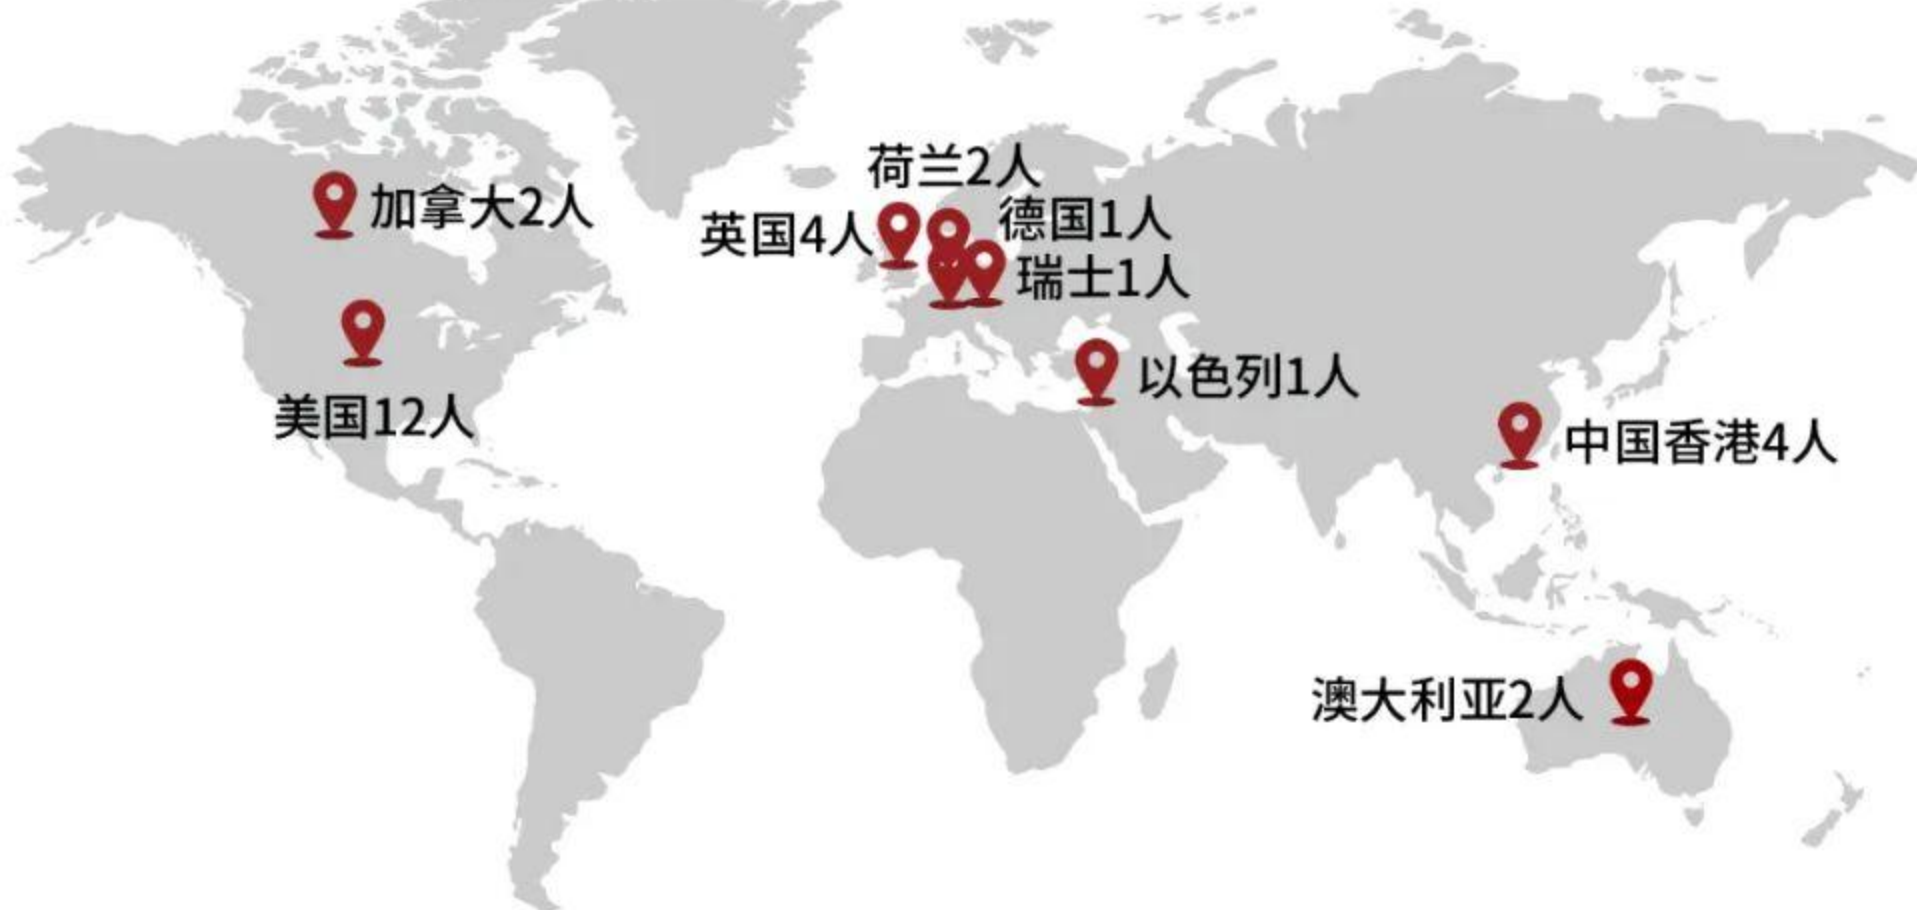 荷兰2人
加拿大2人
英国4人
德国1人
瑞士1人
美国12人
以色列1人
中国香港4人
澳大利亚2人